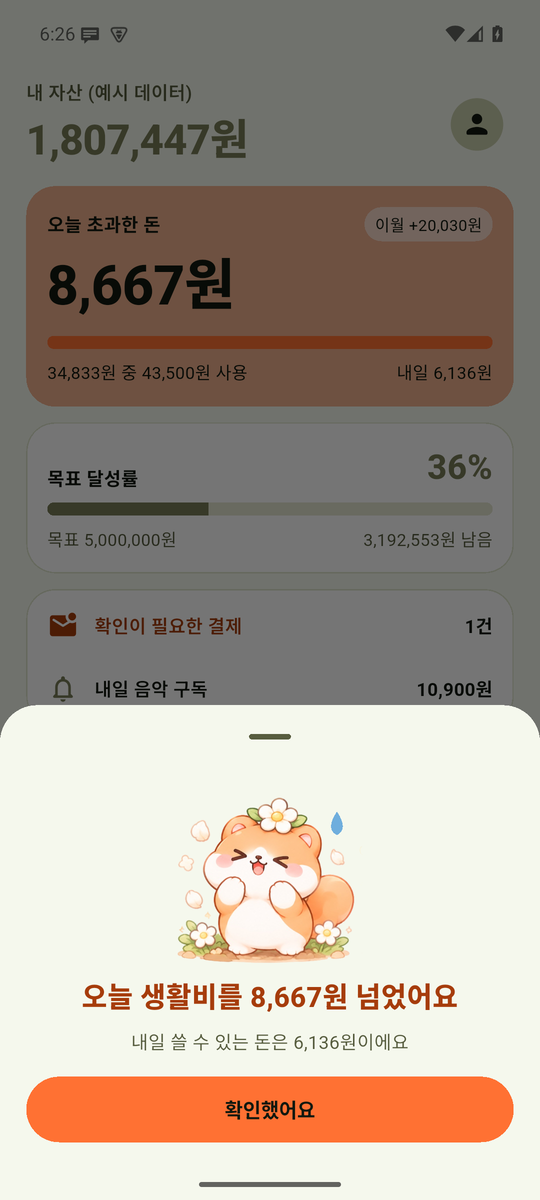 6:26
내 자산 (예시 데이터)
1,807,447원
오늘 초과한 돈
이월 +20,030원
8,667원
34,833원 중 43,500원 사용
내일 6,136원
목표 달성률
36%
목표 5,000,000원
3,192,553원 남음
확인이 필요한 결제
1건
내일 음악 구독
10,900원
오늘 생활비를 8,667원 넘었어요
내일 쓸 수 있는 돈은 6,136원이에요
확인했어요